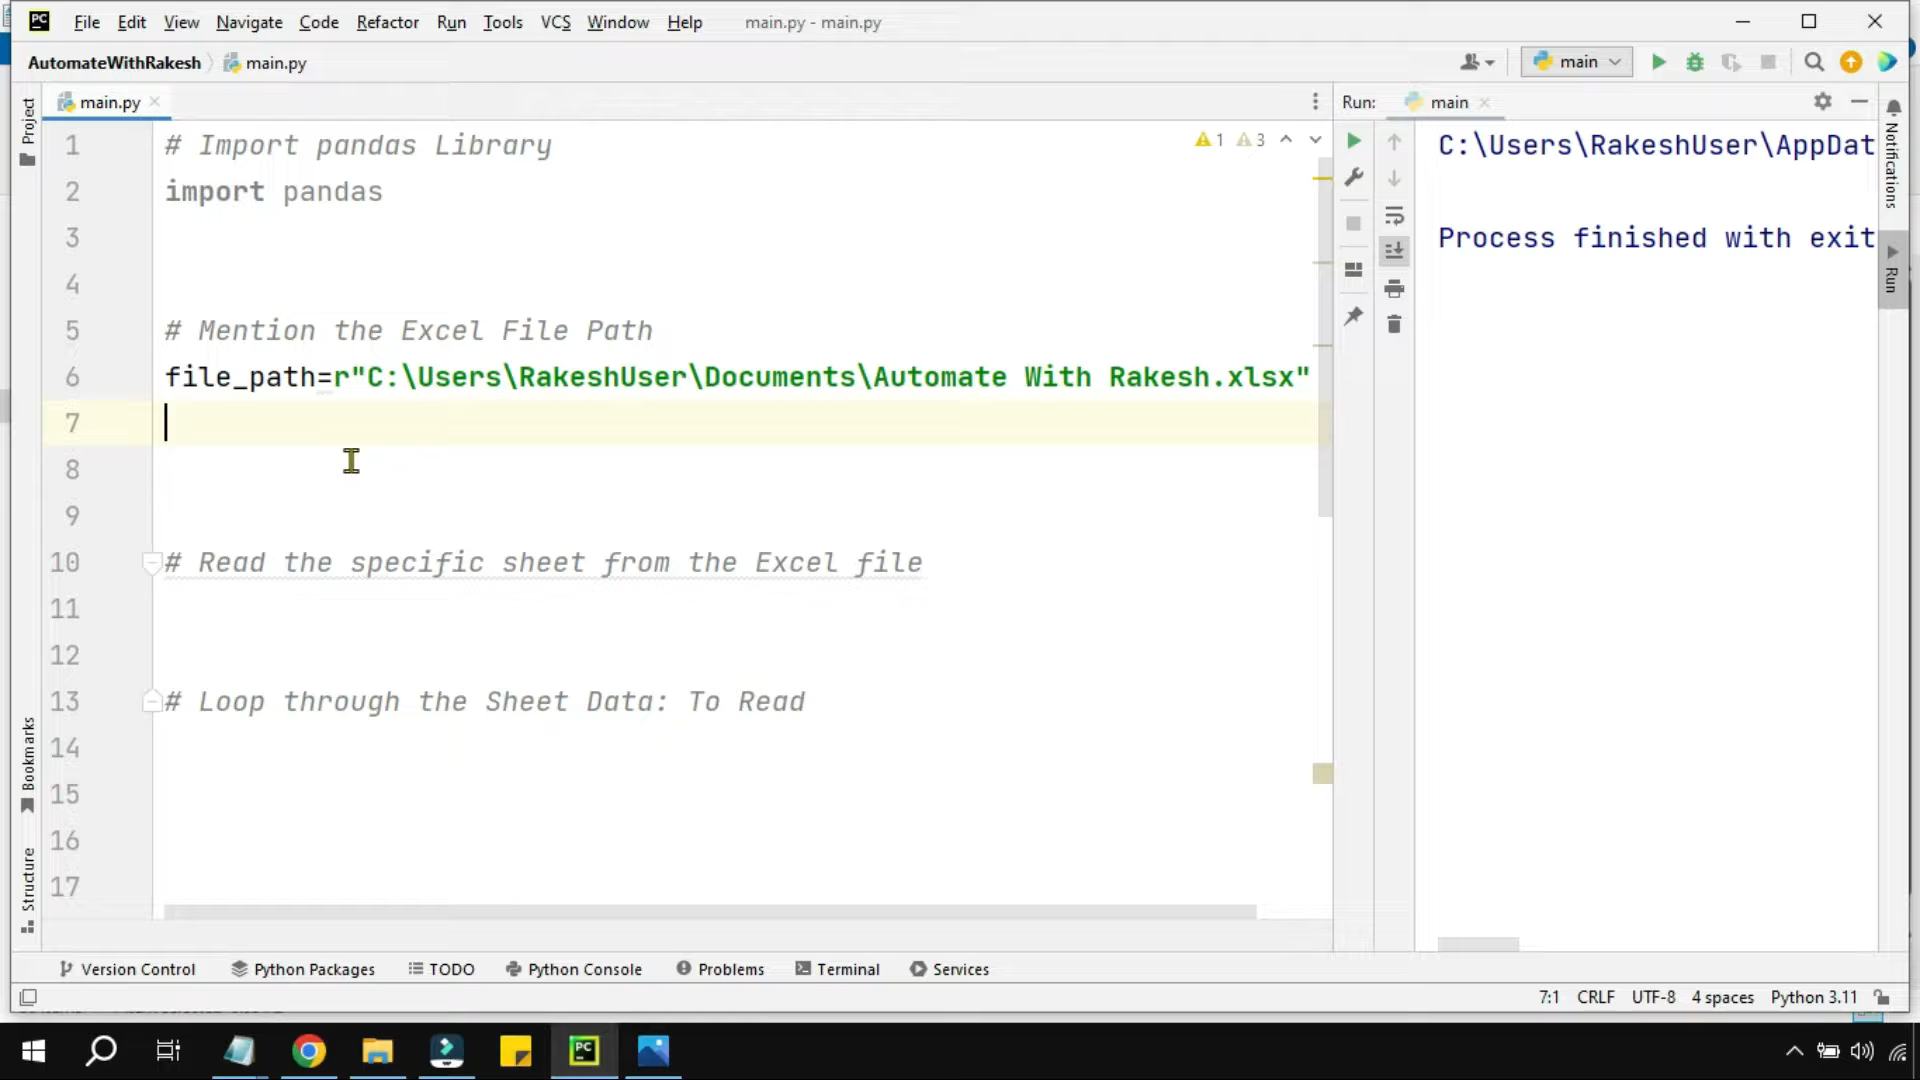 PC File Edit View Navigate Code Refactor Run Tools VCS Window Help main.py - main.py
AutomateWithRakesh main.py main
Project
main.py
Run: main
1 # Import pandas Library
2 import pandas
3
4
5 # Mention the Excel File Path
6 file_path=r"C:\Users\RakeshUser\Documents\Automate With Rakesh.xlsx"
7
8
9
10 # Read the specific sheet from the Excel file
11
12
13 # Loop through the Sheet Data: To Read
14
15
16
17
1 3
C:\Users\RakeshUser\AppDat
Process finished with exit
Notifications
Run
Bookmarks
Structure
Version Control Python Packages TODO Python Console Problems Terminal Services
7:1 CRLF UTF-8 4 spaces Python 3.11
PC